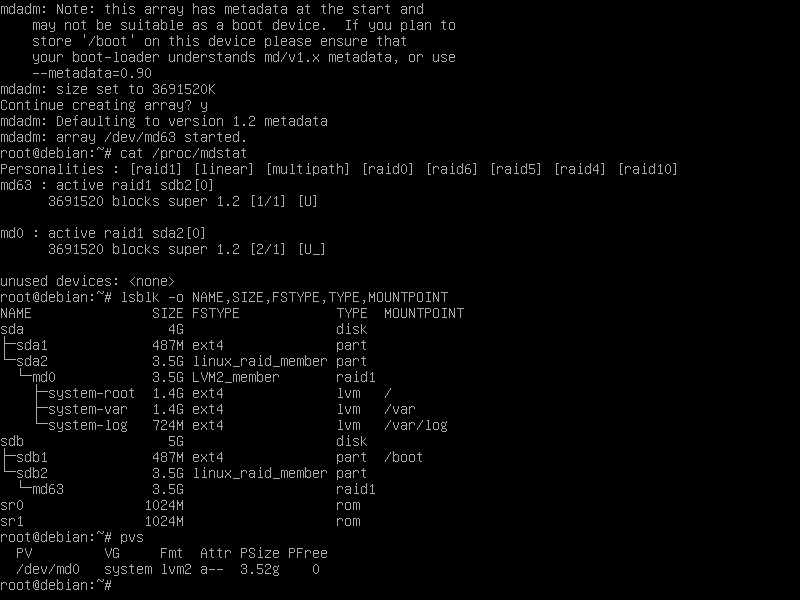 mdadm: Note: this array has metadata at the start and
    may not be suitable as a boot device.  If you plan to
    store '/boot' on this device please ensure that
    your boot-loader understands md/v1.x metadata, or use
    --metadata=0.90
mdadm: size set to 3691520K
Continue creating array? y
mdadm: Defaulting to version 1.2 metadata
mdadm: array /dev/md63 started.
root@debian:~# cat /proc/mdstat
Personalities : [raid1] [linear] [multipath] [raid0] [raid6] [raid5] [raid4] [raid10]
md63 : active raid1 sdb2[0]
      3691520 blocks super 1.2 [1/1] [U]

md0 : active raid1 sda2[0]
      3691520 blocks super 1.2 [2/1] [U_]

unused devices: <none>
root@debian:~# lsblk -o NAME,SIZE,FSTYPE,TYPE,MOUNTPOINT
NAME               SIZE FSTYPE            TYPE  MOUNTPOINT
sda                  4G                   disk
├─sda1             487M ext4              part
└─sda2             3.5G linux_raid_member part
  └─md0            3.5G LVM2_member       raid1
    ├─system-root  1.4G ext4              lvm   /
    ├─system-var   1.4G ext4              lvm   /var
    └─system-log   724M ext4              lvm   /var/log
sdb                  5G                   disk
├─sdb1             487M ext4              part  /boot
└─sdb2             3.5G linux_raid_member part
  └─md63           3.5G                   raid1
sr0               1024M                   rom
sr1               1024M                   rom
root@debian:~# pvs
  PV         VG     Fmt  Attr PSize PFree
  /dev/md0   system lvm2 a--  3.52g    0
root@debian:~#